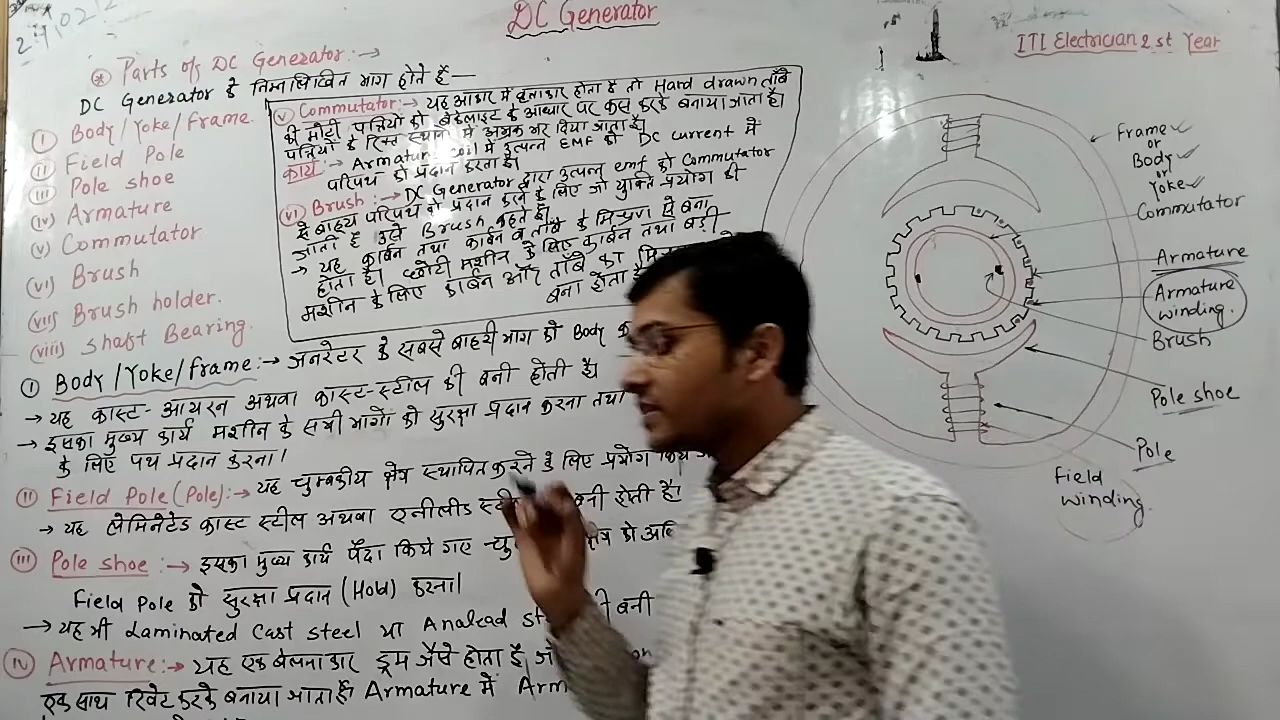 DC Generator
ITI Electrician 2st Year
* Parts of DC Generator :→
DC Generator के निम्नलिखित भाग होते हैं —
(i) Body/Yoke/Frame.
(ii) Field Pole
(iii) Pole shoe
(iv) Armature
(v) Commutator
(vi) Brush
(vii) Brush holder.
(viii) Shaft Bearing.
(v) Commutator :→ यह आकार में वृत्ताकार होता है तो Hard drawn ताँबे
की मोटी पत्तियों को बैकेलाइट के आधार पर कस करके बनाया जाता है।
पत्तियों के रिक्त स्थान में अभ्रक भर दिया जाता है।
कार्य :→ Armature coil में उत्पन्न EMF को DC current में
परिपथ को प्रदान करता है।
(vi) Brush :→ DC Generator द्वारा उत्पन्न emf को Commutator
से बाहय परिपथ को प्रदान करने के लिए जो युक्ति प्रयोग की
जाती है उसे Brush कहते हैं।
→ यह कार्बन तथा कार्बन व ताँबे के मिश्रण से बना
होता है। छोटी मशीन के लिए कार्बन तथा बड़ी
मशीन के लिए कार्बन और ताँबे का
बना होता
(i) Body/Yoke/Frame :→ जनरेटर के सबसे बाहरी भाग को Body
→ यह कास्ट-आयरन अथवा कास्ट-स्टील की बनी होती है।
→ इसका मुख्य कार्य मशीन के सभी भागों को सुरक्षा प्रदान करना तथा
के लिए पथ प्रदान करना।
(ii) Field Pole (Pole) :→ यह चुम्बकीय क्षेत्र स्थापित करने के लिए प्रयोग किये
→ यह लेमिनेटेड कास्ट स्टील अथवा एनीलीड बनी होती है।
(iii) Pole shoe :→ इसका मुख्य कार्य पैदा किये गए
Field Pole को सुरक्षा प्रदान (Hold) करना।
→ यह भी Laminated Cast steel या Analead बनी
(iv) Armature :→ यह एक बेलनाकार ड्रम जैसे होता है जो
एक साथ रिवेट करके बनाया जाता है। Armature में
Frame
or
Body
or
Yoke
Commutator
Armature
Armature
winding.
Brush
Pole shoe
Pole
Field
winding